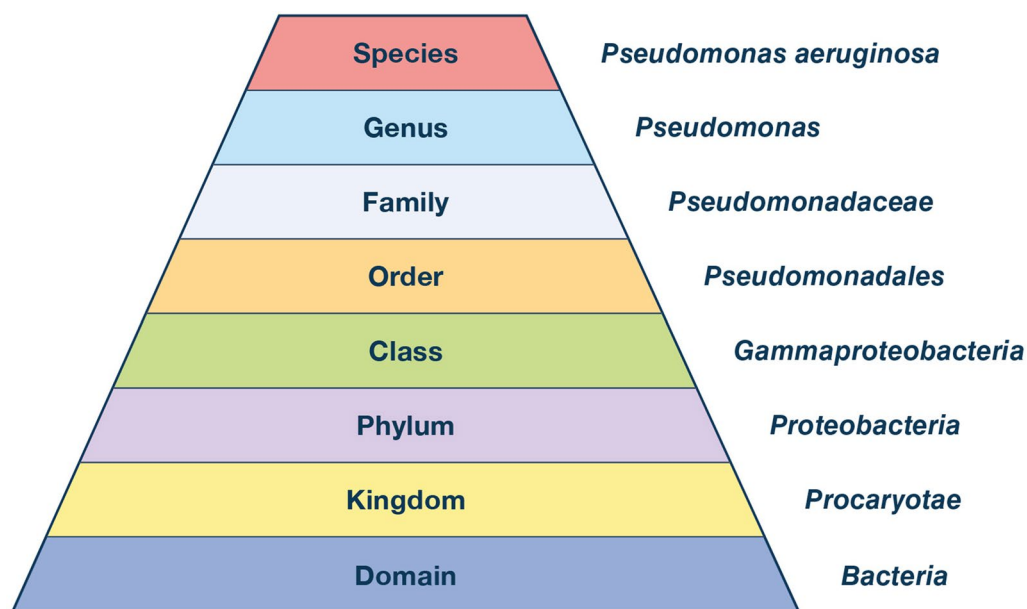 Species Pseudomonas aeruginosa
Genus Pseudomonas
Family Pseudomonadaceae
Order Pseudomonadales
Class Gammaproteobacteria
Phylum Proteobacteria
Kingdom Procaryotae
Domain Bacteria